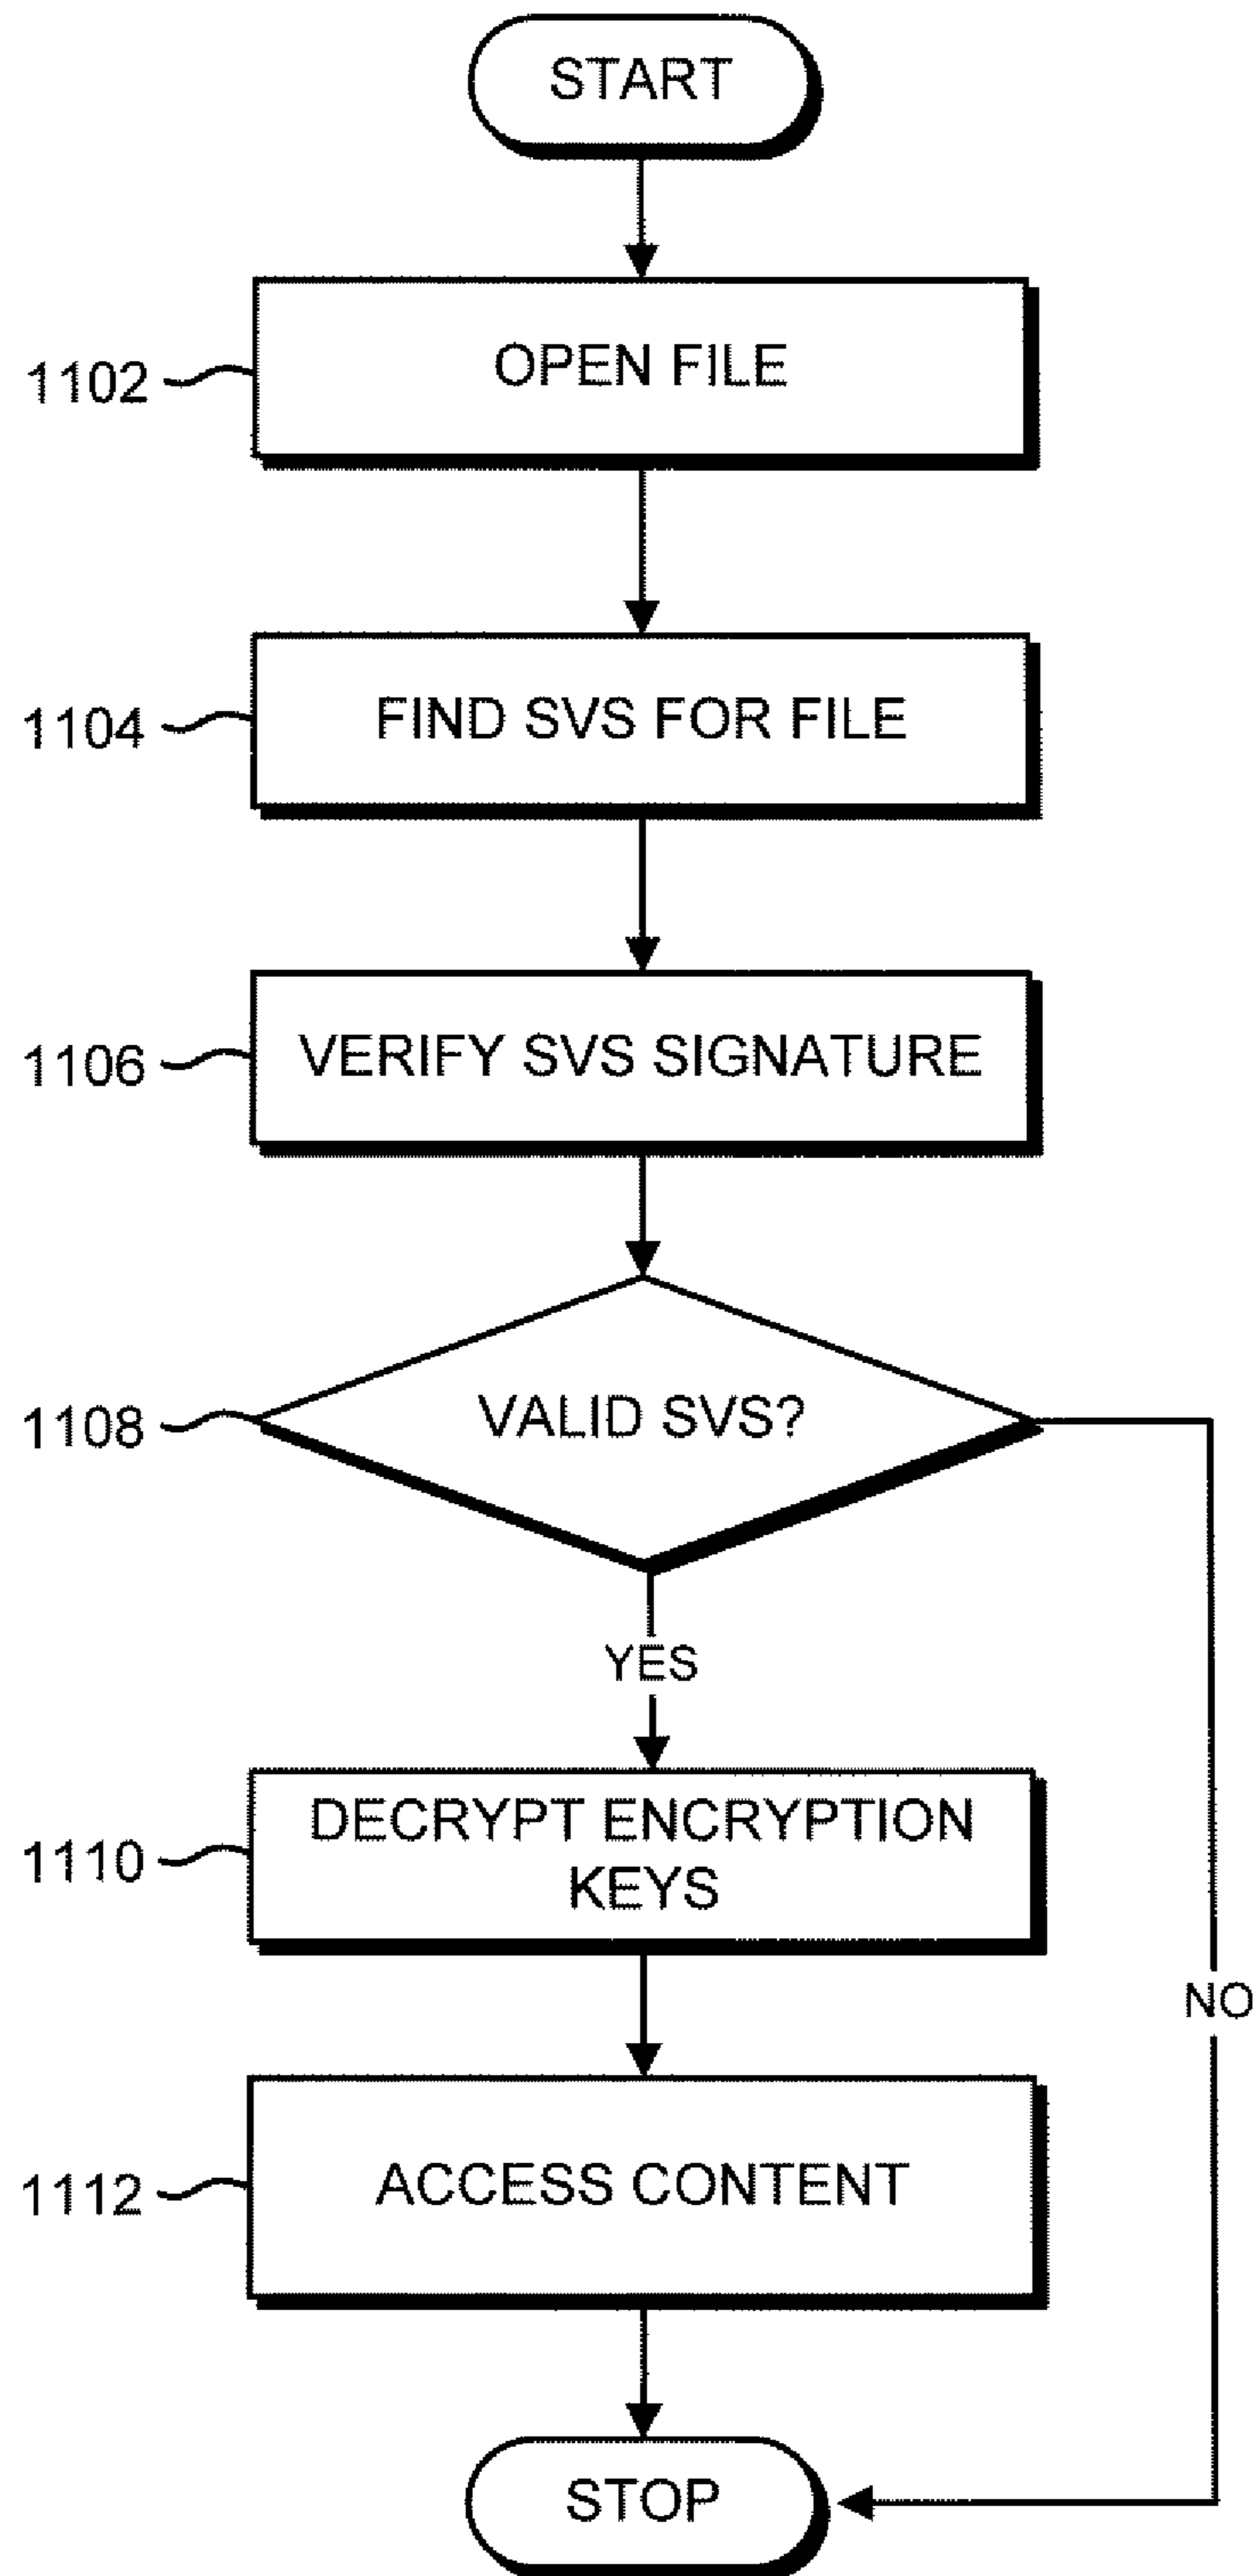 START
1102
OPEN FILE
1104
FIND SVS FOR FILE
1106
VERIFY SVS SIGNATURE
1108
VALID SVS?
YES
1110
DECRYPT ENCRYPTION
KEYS
NO
1112
ACCESS CONTENT
STOP